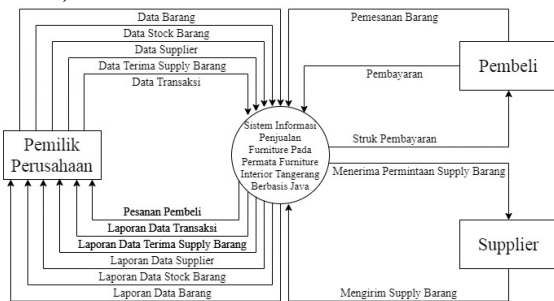 Data Barang
Data Stock Barang
Data Supplier
Data Terima Supply Barang
Data Transaksi
Pemesanan Barang
Pembayaran
Struk Pembayaran
Pembeli
Pemilik
Perusahaan
Sistem Informasi
Penjualan
Furniture Pada
Permata Furniture
Interior Tangerang
Berbasis Java
Menerima Permintaan Supply Barang
Supplier
Mengirim Supply Barang
Pesanan Pembeli
Laporan Data Transaksi
Laporan Data Terima Supply Barang
Laporan Data Supplier
Laporan Data Stock Barang
Laporan Data Barang